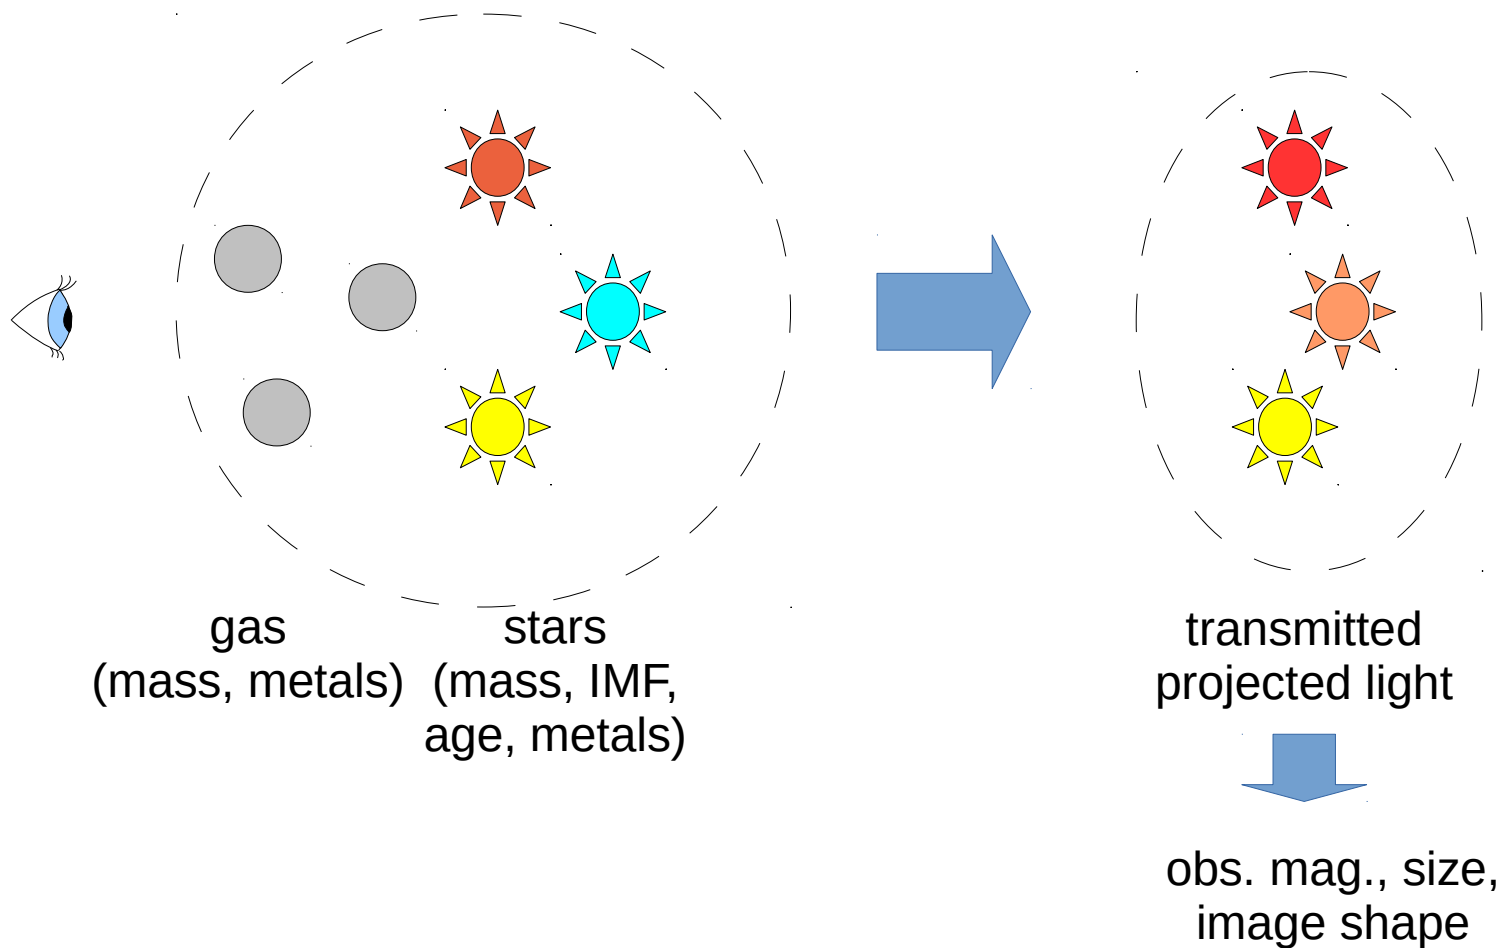 gas
(mass, metals)
stars
(mass, IMF,
age, metals)
transmitted
projected light
obs. mag., size,
image shape